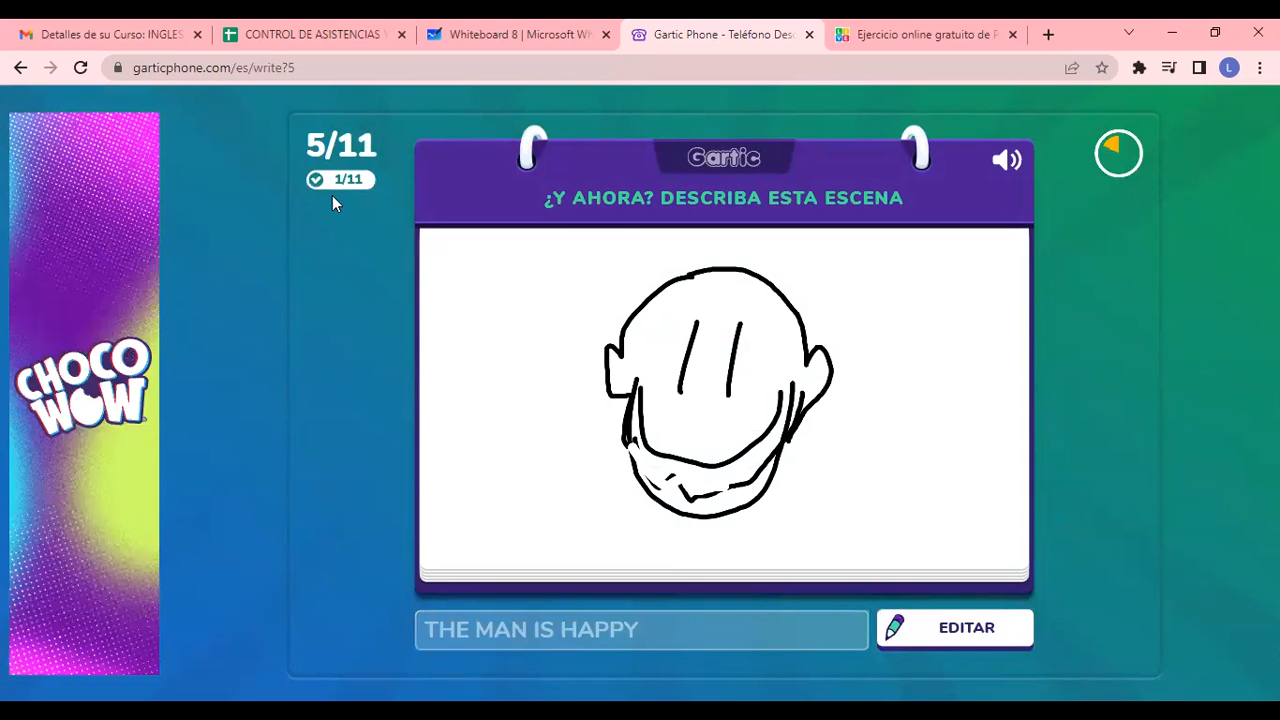 Detalles de su Curso: INGLES
CONTROL DE ASISTENCIAS
Whiteboard 8 | Microsoft Wh
Gartic Phone - Teléfono Desc
Ejercicio online gratuito de P
garticphone.com/es/write?5
L
5/11
1/11
Gartic
¿Y AHORA? DESCRIBA ESTA ESCENA
CHOCO
WOW
THE MAN IS HAPPY
EDITAR